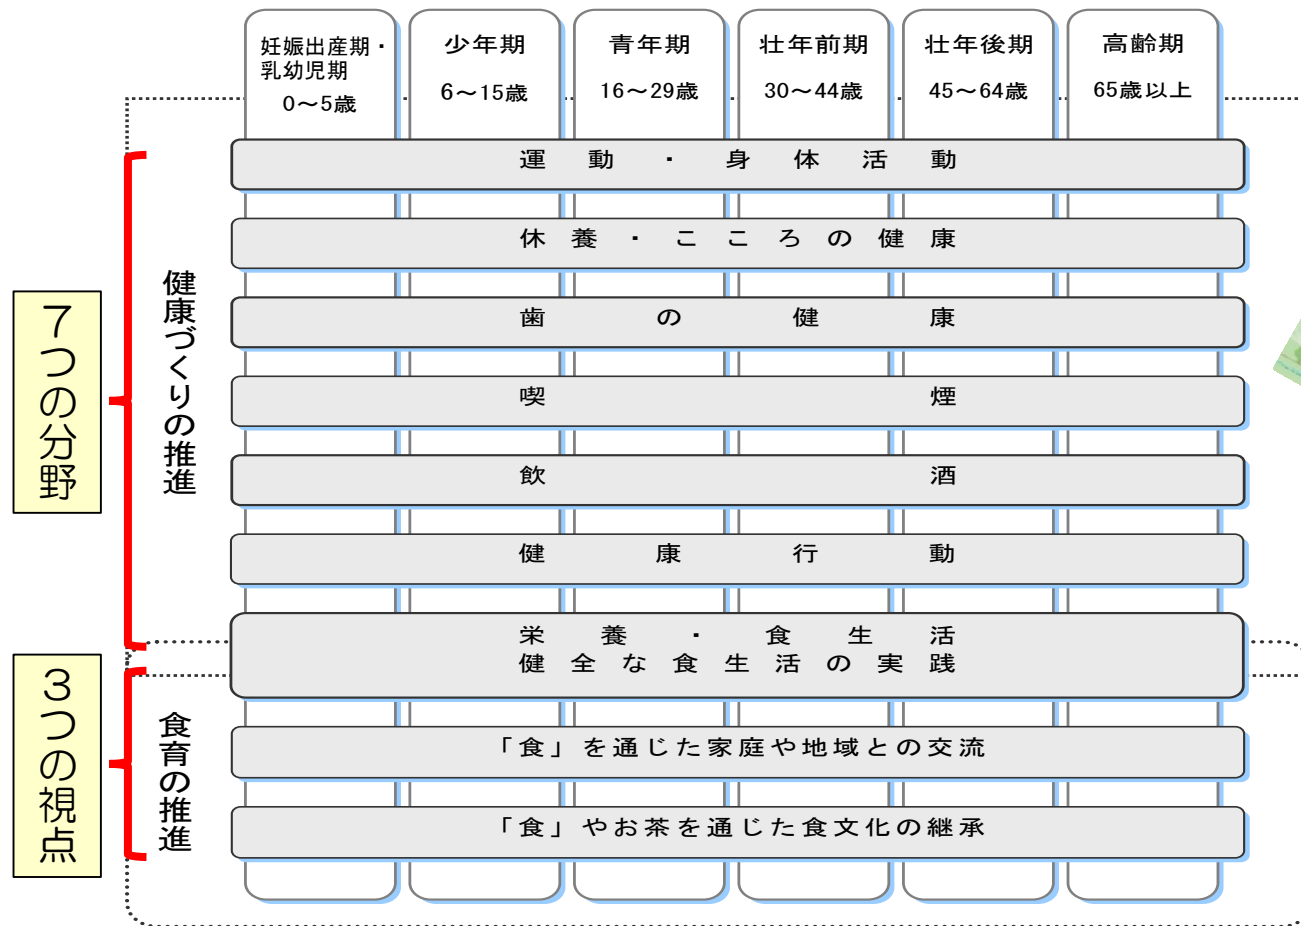 妊娠出産期・
乳幼児期
0～5歳
少年期
6～15歳
青年期
16～29歳
壮年前期
30～44歳
壮年後期
45～64歳
高齢期
65歳以上
７つの分野
健康づくりの推進
運動・身体活動
休養・こころの健康
歯の健康
喫煙
飲酒
健康行動
栄養・食生活
健全な食生活の実践
３つの視点
食育の推進
「食」を通じた家庭や地域との交流
「食」やお茶を通じた食文化の継承